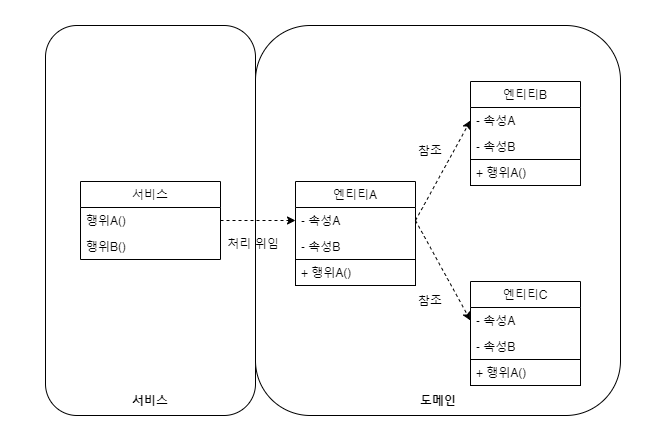 서비스
행위A()
행위B()
처리 위임
엔티티A
- 속성A
- 속성B
+ 행위A()
참조
엔티티B
- 속성A
- 속성B
+ 행위A()
참조
엔티티C
- 속성A
- 속성B
+ 행위A()
서비스
도메인